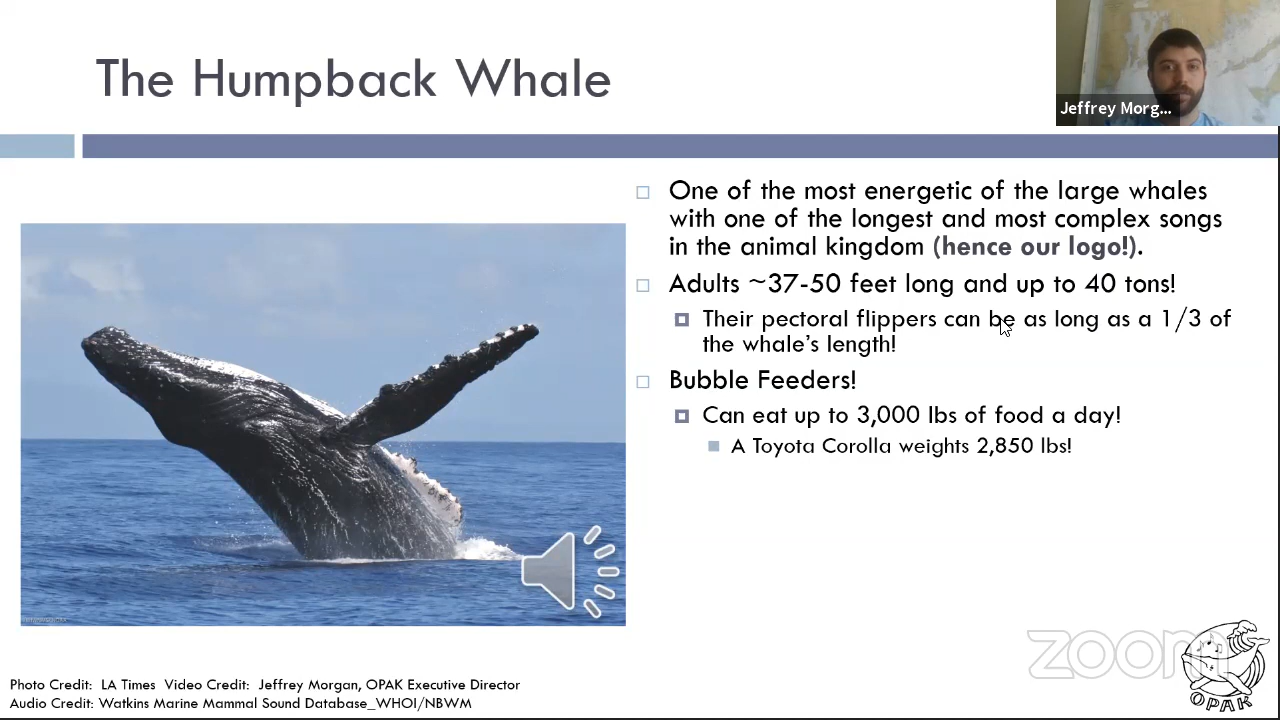 The Humpback Whale
Jeffrey Morg...
One of the most energetic of the large whales
with one of the longest and most complex songs
in the animal kingdom (hence our logo!).
Adults ~37-50 feet long and up to 40 tons!
Their pectoral flippers can be as long as a 1/3 of
the whale's length!
Bubble Feeders!
Can eat up to 3,000 lbs of food a day!
A Toyota Corolla weights 2,850 lbs!
zoom
OPAK
Photo Credit: LA Times Video Credit: Jeffrey Morgan, OPAK Executive Director
Audio Credit: Watkins Marine Mammal Sound Database_WHOI/NBWM